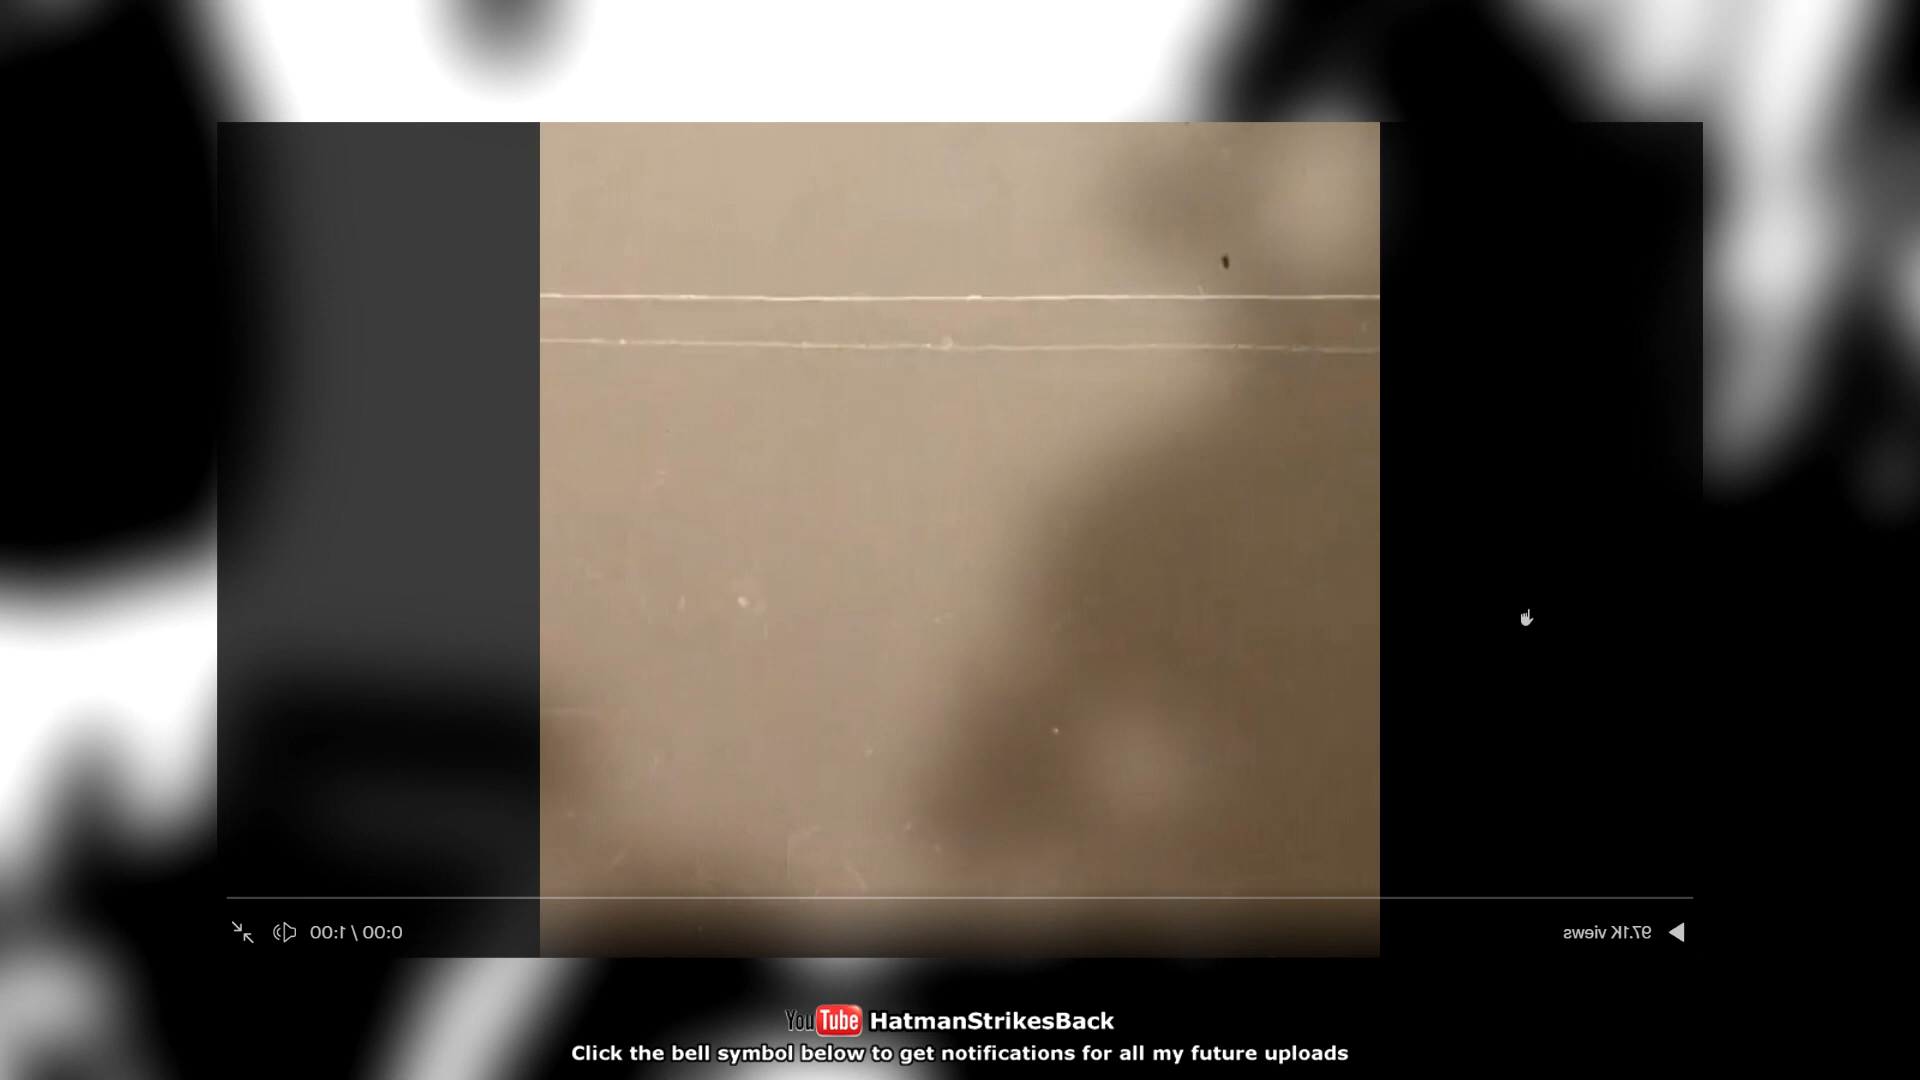 0:00 / 1:00
97.1K views
YouTube HatmanStrikesBack
Click the bell symbol below to get notifications for all my future uploads